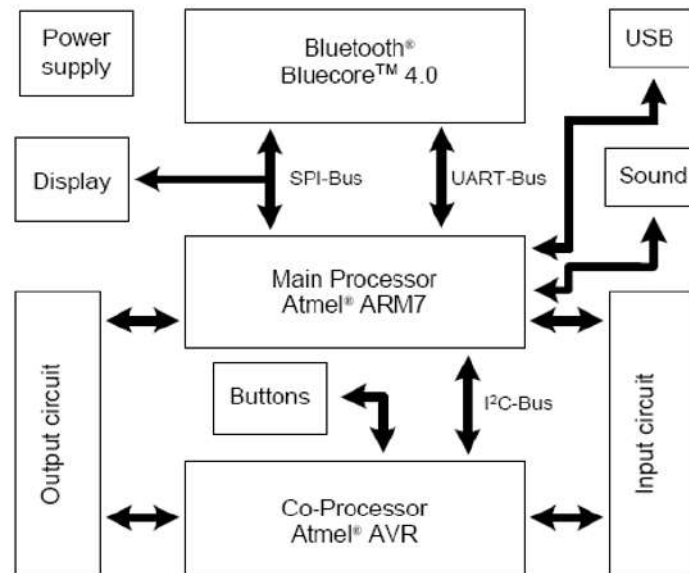 Power
supply
Bluetooth®
Bluecore™ 4.0
USB
Display
SPI-Bus
UART-Bus
Sound
Main Processor
Atmel® ARM7
Output circuit
Buttons
I²C-Bus
Input circuit
Co-Processor
Atmel® AVR